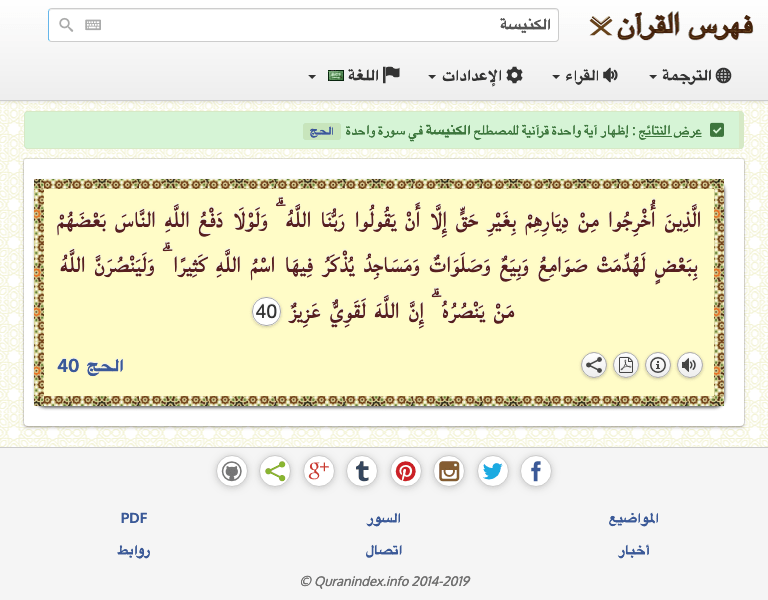 فهرس القرآن
الكنيسة
الترجمة
القراء
الإعدادات
اللغة
عرض النتائج : إظهار آية واحدة قرآنية للمصطلح الكنيسة في سورة واحدة الحج
الَّذِينَ أُخْرِجُوا مِنْ دِيَارِهِمْ بِغَيْرِ حَقٍّ إِلَّا أَنْ يَقُولُوا رَبُّنَا اللَّهُ ۗ وَلَوْلَا دَفْعُ اللَّهِ النَّاسَ بَعْضَهُمْ
بِبَعْضٍ لَهُدِّمَتْ صَوَامِعُ وَبِيَعٌ وَصَلَوَاتٌ وَمَسَاجِدُ يُذْكَرُ فِيهَا اسْمُ اللَّهِ كَثِيرًا ۗ وَلَيَنْصُرَنَّ اللَّهُ
مَنْ يَنْصُرُهُ ۗ إِنَّ اللَّهَ لَقَوِيٌّ عَزِيزٌ 40
الحج 40
المواضيع
السور
PDF
أخبار
اتصال
روابط
© Quranindex.info 2014-2019